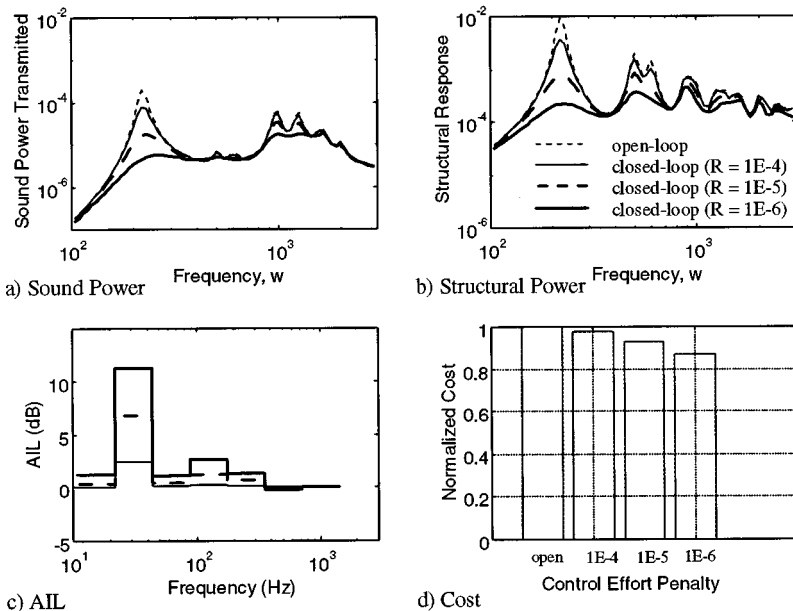 10-2
10-4
10-6
Sound Power Transmitted
10 2
10 3
Frequency, w
a) Sound Power
10-2
10-4
10-6
Structural Response
open-loop
closed-loop (R = 1E-4)
closed-loop (R = 1E-5)
closed-loop (R = 1E-6)
10 2
10 3
Frequency, w
b) Structural Power
10
5
0
-5
AIL (dB)
10 1
10 2
10 3
Frequency (Hz)
c) AIL
1
0.8
0.6
0.4
0.2
0
Normalized Cost
open 1E-4 1E-5 1E-6
Control Effort Penalty
d) Cost